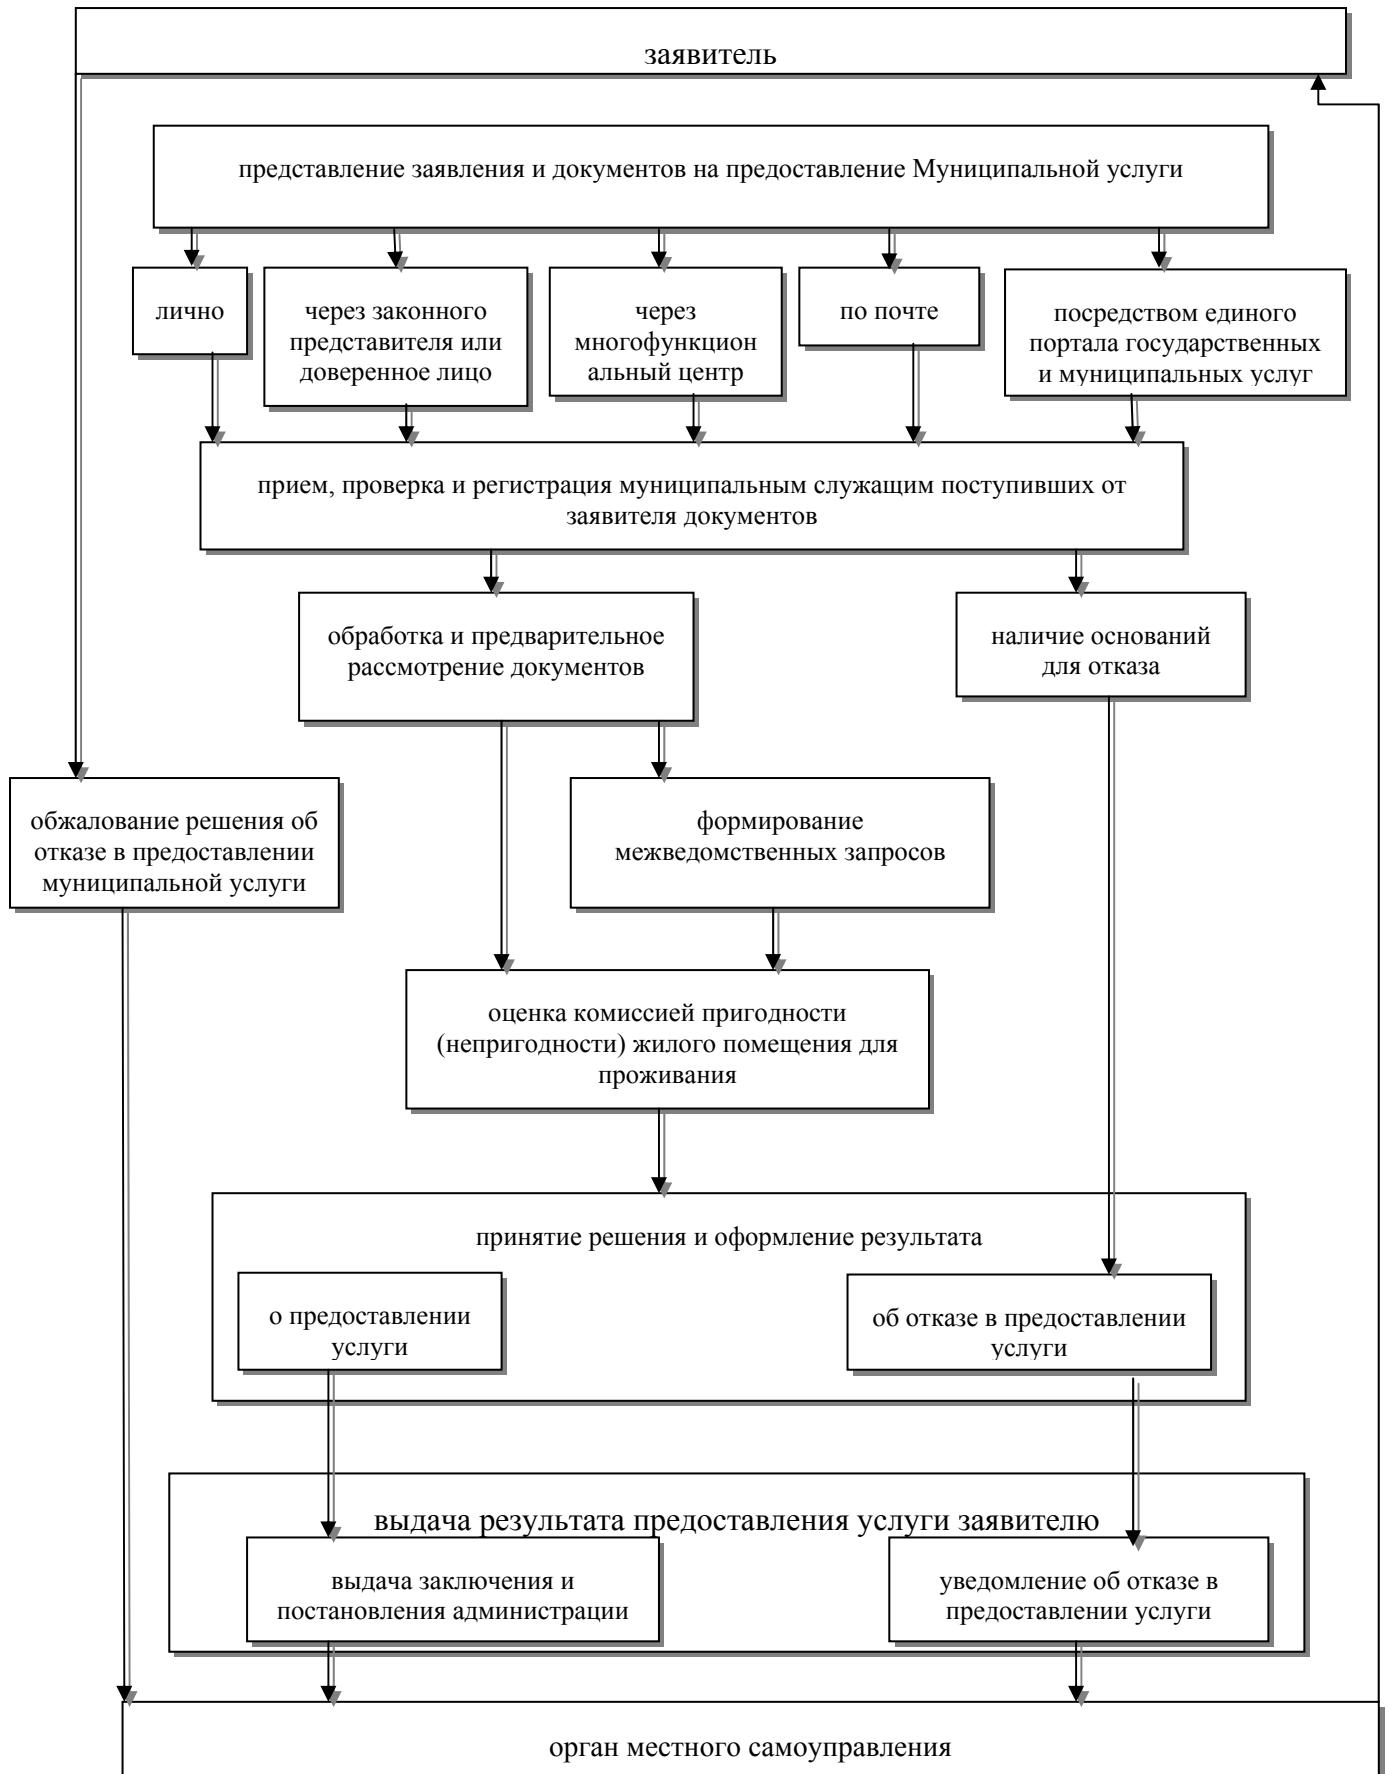 заявитель
представление заявления и документов на предоставление Муниципальной услуги
лично
через законного
представителя или
доверенное лицо
через
многофункцион
альный центр
по почте
посредством единого
портала государственных
и муниципальных услуг
прием, проверка и регистрация муниципальным служащим поступивших от
заявителя документов
обработка и предварительное
рассмотрение документов
наличие оснований
для отказа
обжалование решения об
отказе в предоставлении
муниципальной услуги
формирование
межведомственных запросов
оценка комиссией пригодности
(непригодности) жилого помещения для
проживания
принятие решения и оформление результата
о предоставлении
услуги
об отказе в предоставлении
услуги
выдача результата предоставления услуги заявителю
выдача заключения и
постановления администрации
уведомление об отказе в
предоставлении услуги
орган местного самоуправления